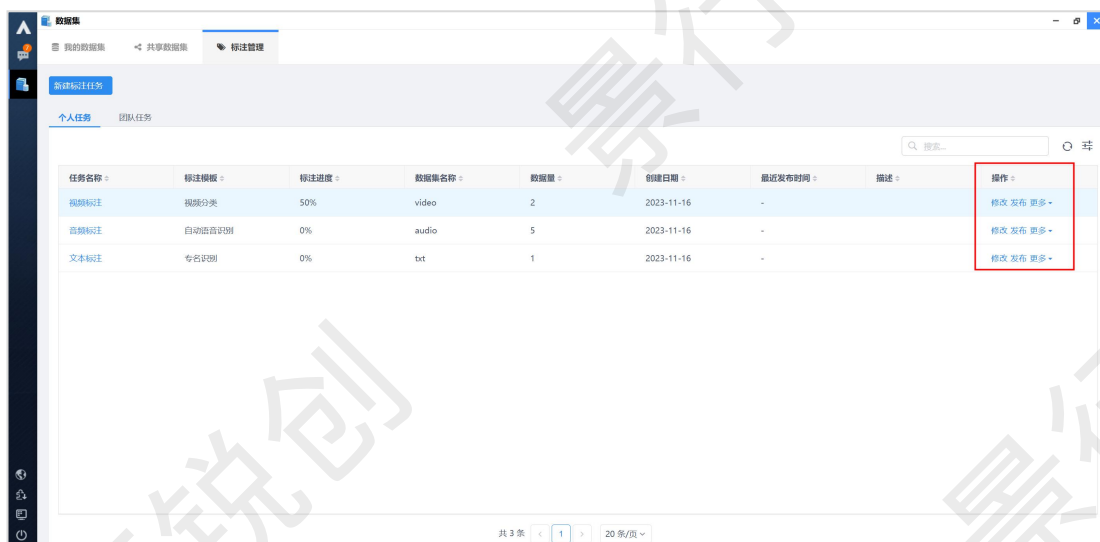 数据集
我的数据集 共享数据集 标注管理
新建标注任务
个人任务 团队任务
搜索...
任务名称 标注模板 标注进度 数据集名称 数据量 创建日期 最近发布时间 描述 操作
视频标注 视频分类 50% video 2 2023-11-16 - 修改 发布 更多
音频标注 自动语音识别 0% audio 5 2023-11-16 - 修改 发布 更多
文本标注 专名识别 0% txt 1 2023-11-16 - 修改 发布 更多
共 3 条 < 1 > 20 条/页
景行
锐创
景行